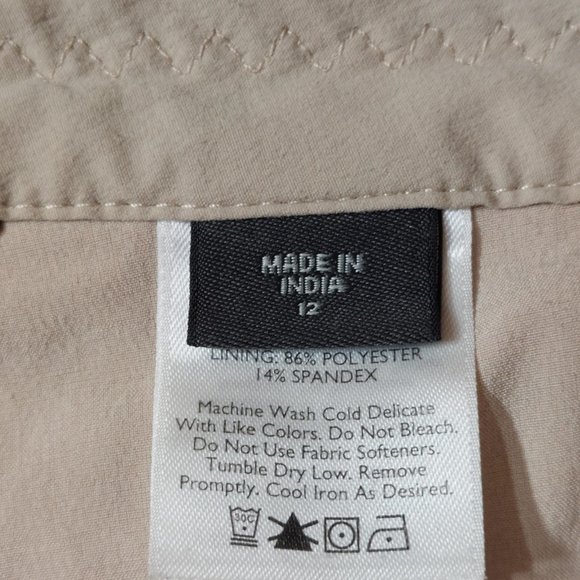 MADE IN
INDIA
12
LINING: 86% POLYESTER
14% SPANDEX
Machine Wash Cold Delicate
With Like Colors. Do Not Bleach.
Do Not Use Fabric Softeners.
Tumble Dry Low. Remove
Promptly. Cool Iron As Desired.
30C